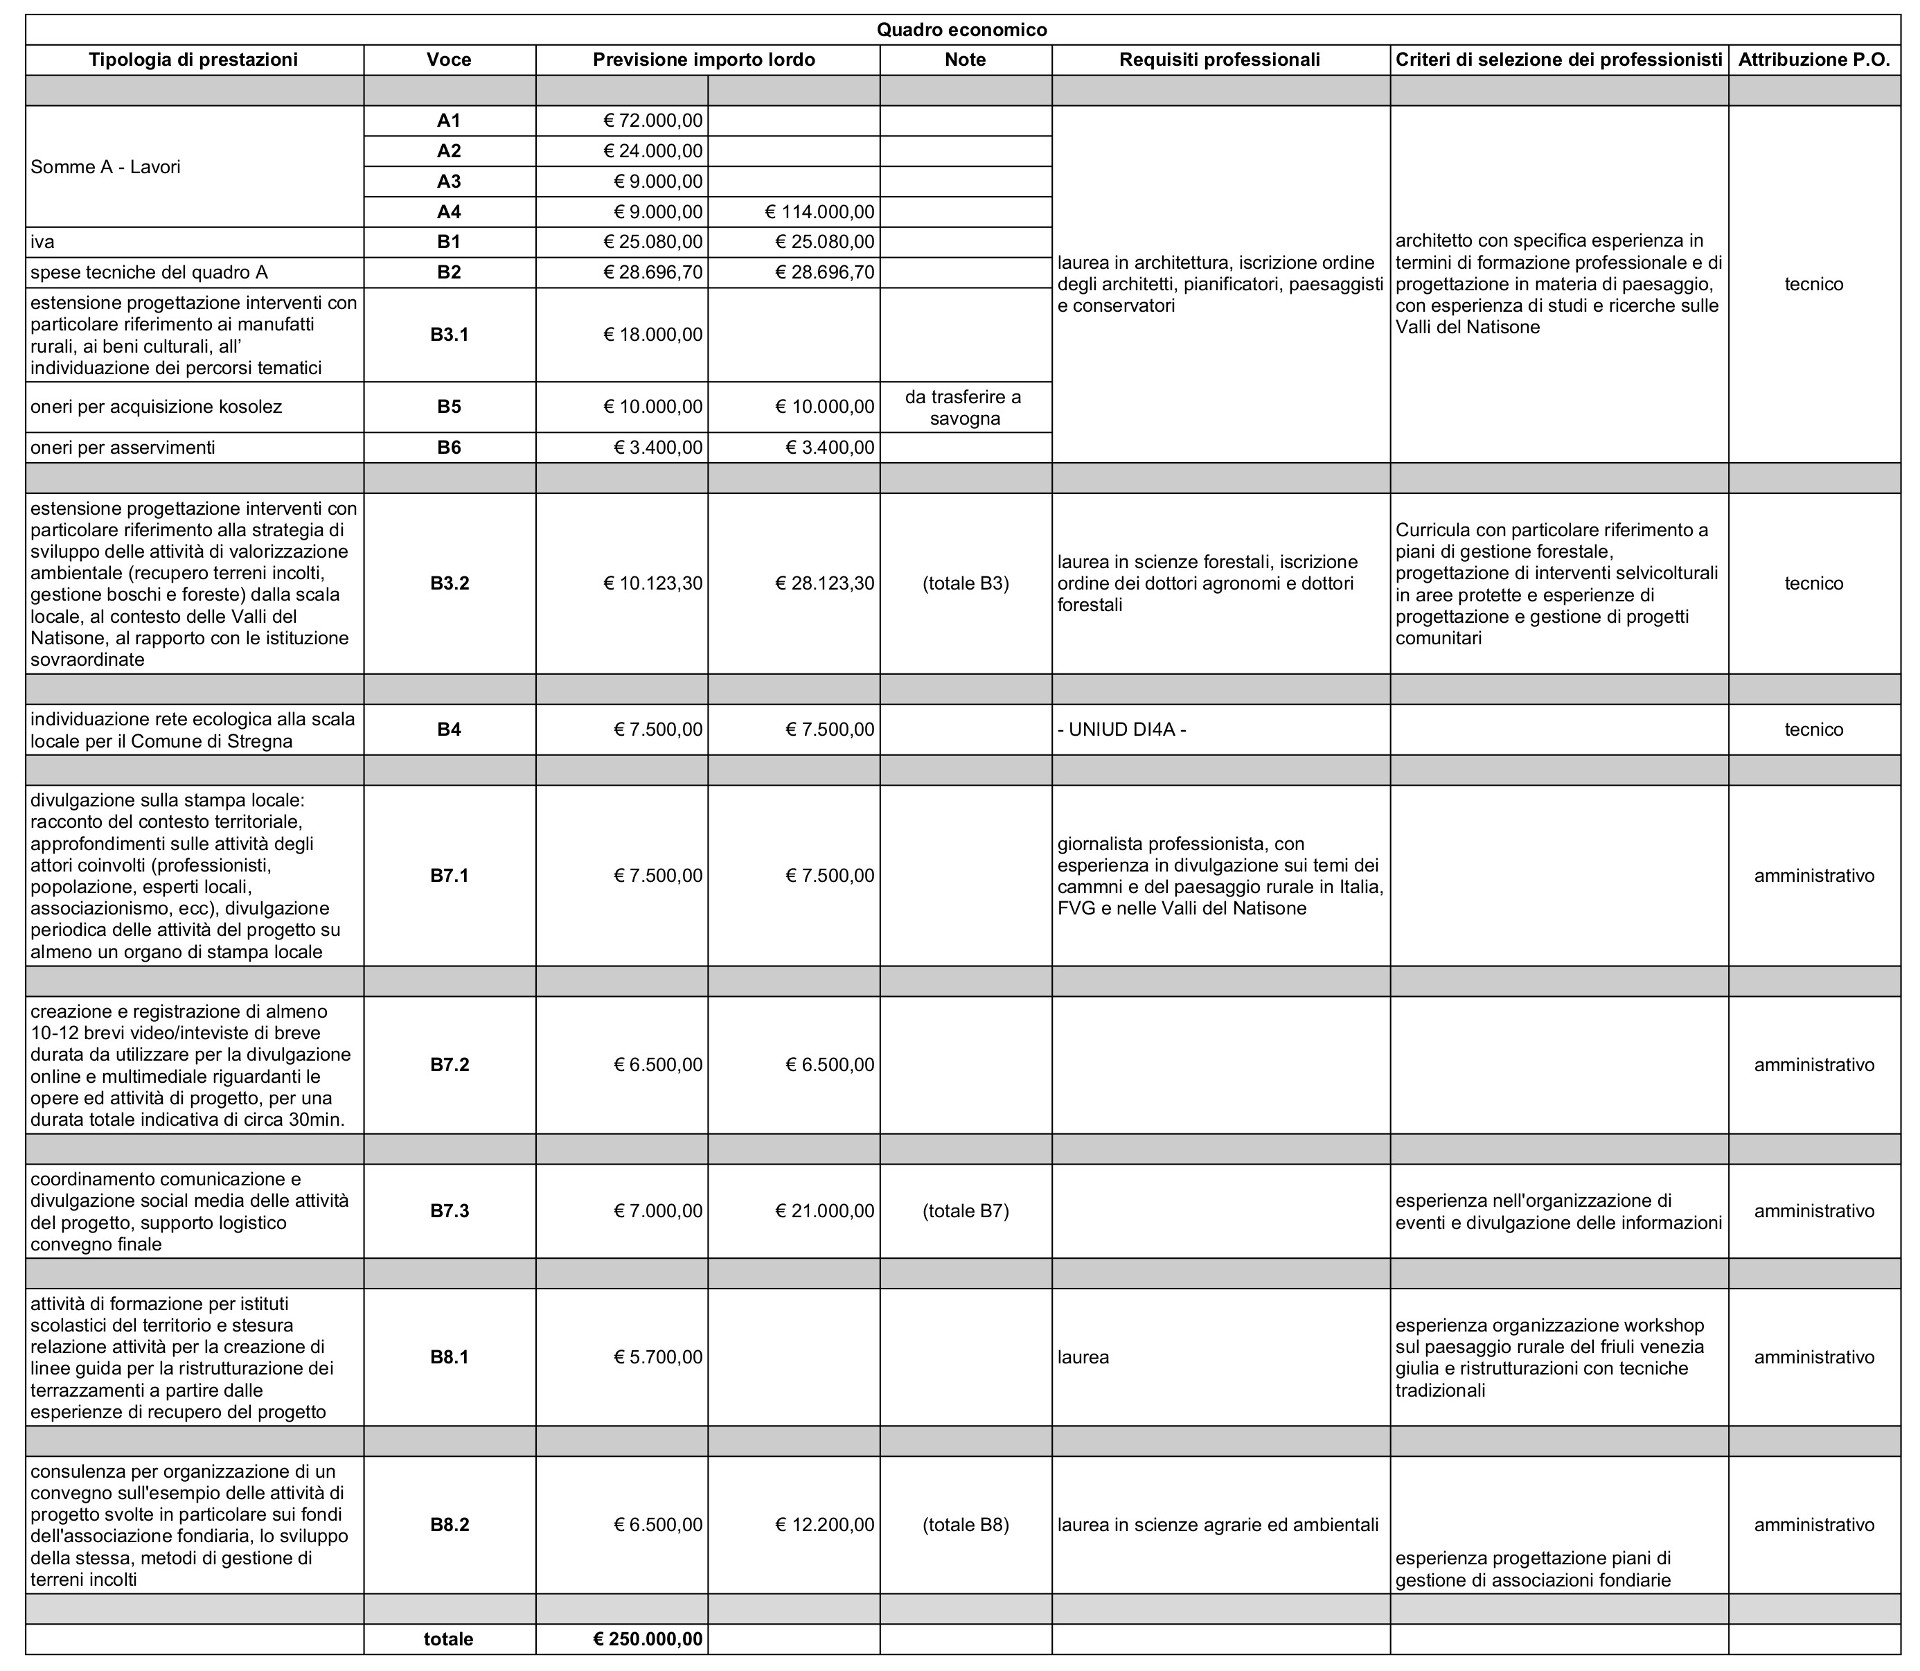 Quadro economico
Tipologia di prestazioni Voce Previsione importo lordo Note Requisiti professionali Criteri di selezione dei professionisti Attribuzione P.O.
Somme A - Lavori
A1 € 72.000,00
A2 € 24.000,00
A3 € 9.000,00
A4 € 9.000,00 € 114.000,00
iva B1 € 25.080,00 € 25.080,00
spese tecniche del quadro A B2 € 28.696,70 € 28.696,70
estensione progettazione interventi con
particolare riferimento ai manufatti
rurali, ai beni culturali, all’
individuazione dei percorsi tematici
B3.1 € 18.000,00
oneri per acquisizione kosolez B5 € 10.000,00 € 10.000,00
da trasferire a
savogna
oneri per asservimenti B6 € 3.400,00 € 3.400,00
laurea in architettura, iscrizione ordine
degli architetti, pianificatori, paesaggisti
e conservatori
architetto con specifica esperienza in
termini di formazione professionale e di
progettazione in materia di paesaggio,
con esperienza di studi e ricerche sulle
Valli del Natisone
tecnico
estensione progettazione interventi con
particolare riferimento alla strategia di
sviluppo delle attività di valorizzazione
ambientale (recupero terreni incolti,
gestione boschi e foreste) dalla scala
locale, al contesto delle Valli del
Natisone, al rapporto con le istituzione
sovraordinate
B3.2 € 10.123,30 € 28.123,30 (totale B3)
laurea in scienze forestali, iscrizione
ordine dei dottori agronomi e dottori
forestali
Curricula con particolare riferimento a
piani di gestione forestale,
progettazione di interventi selvicolturali
in aree protette e esperienze di
progettazione e gestione di progetti
comunitari
tecnico
individuazione rete ecologica alla scala
locale per il Comune di Stregna
B4 € 7.500,00 € 7.500,00 - UNIUD DI4A - tecnico
divulgazione sulla stampa locale:
racconto del contesto territoriale,
approfondimenti sulle attività degli
attori coinvolti (professionisti,
popolazione, esperti locali,
associazionismo, ecc), divulgazione
periodica delle attività del progetto su
almeno un organo di stampa locale
B7.1 € 7.500,00 € 7.500,00
giornalista professionista, con
esperienza in divulgazione sui temi dei
cammni e del paesaggio rurale in Italia,
FVG e nelle Valli del Natisone
amministrativo
creazione e registrazione di almeno
10-12 brevi video/inteviste di breve
durata da utilizzare per la divulgazione
online e multimediale riguardanti le
opere ed attività di progetto, per una
durata totale indicativa di circa 30min.
B7.2 € 6.500,00 € 6.500,00 amministrativo
coordinamento comunicazione e
divulgazione social media delle attività
del progetto, supporto logistico
convegno finale
B7.3 € 7.000,00 € 21.000,00 (totale B7)
esperienza nell'organizzazione di
eventi e divulgazione delle informazioni
amministrativo
attività di formazione per istituti
scolastici del territorio e stesura
relazione attività per la creazione di
linee guida per la ristrutturazione dei
terrazzamenti a partire dalle
esperienze di recupero del progetto
B8.1 € 5.700,00 laurea
esperienza organizzazione workshop
sul paesaggio rurale del friuli venezia
giulia e ristrutturazioni con tecniche
tradizionali
amministrativo
consulenza per organizzazione di un
convegno sull'esempio delle attività di
progetto svolte in particolare sui fondi
dell'associazione fondiaria, lo sviluppo
della stessa, metodi di gestione di
terreni incolti
B8.2 € 6.500,00 € 12.200,00 (totale B8) laurea in scienze agrarie ed ambientali
esperienza progettazione piani di
gestione di associazioni fondiarie
amministrativo
totale € 250.000,00